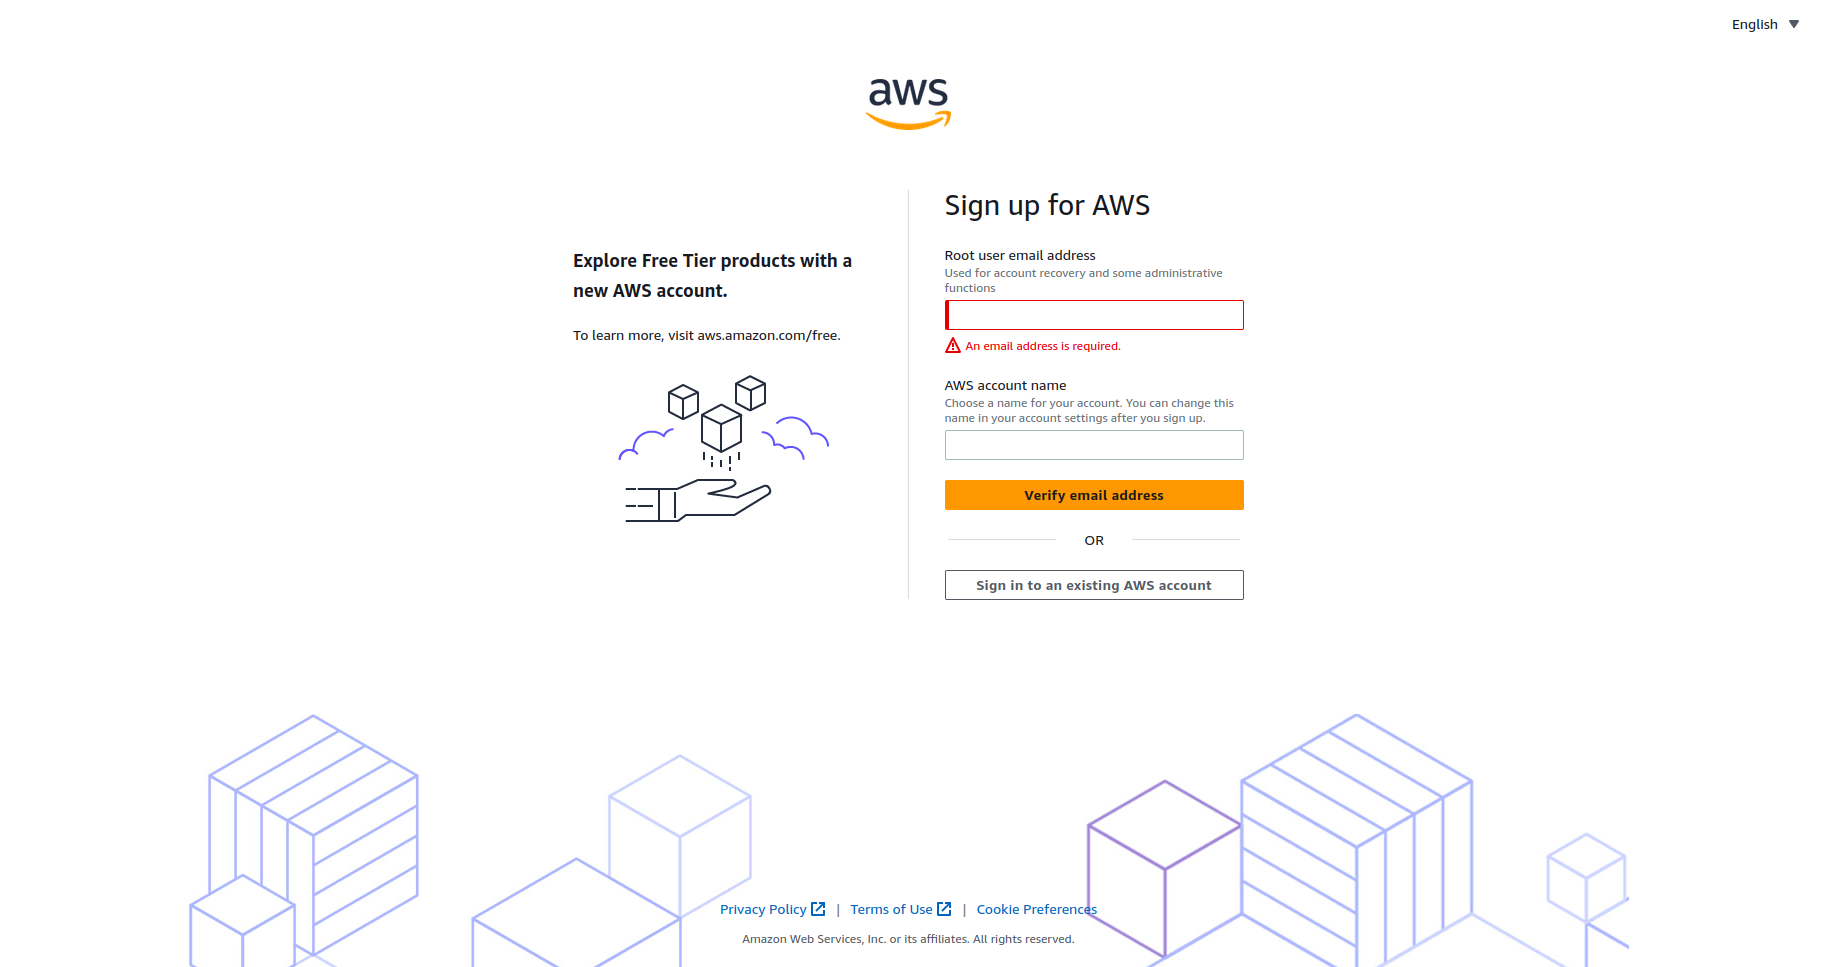 English
aws
Explore Free Tier products with a
new AWS account.
To learn more, visit aws.amazon.com/free.
Sign up for AWS
Root user email address
Used for account recovery and some administrative
functions
An email address is required.
AWS account name
Choose a name for your account. You can change this
name in your account settings after you sign up.
Verify email address
OR
Sign in to an existing AWS account
Privacy Policy | Terms of Use | Cookie Preferences
Amazon Web Services, Inc. or its affiliates. All rights reserved.